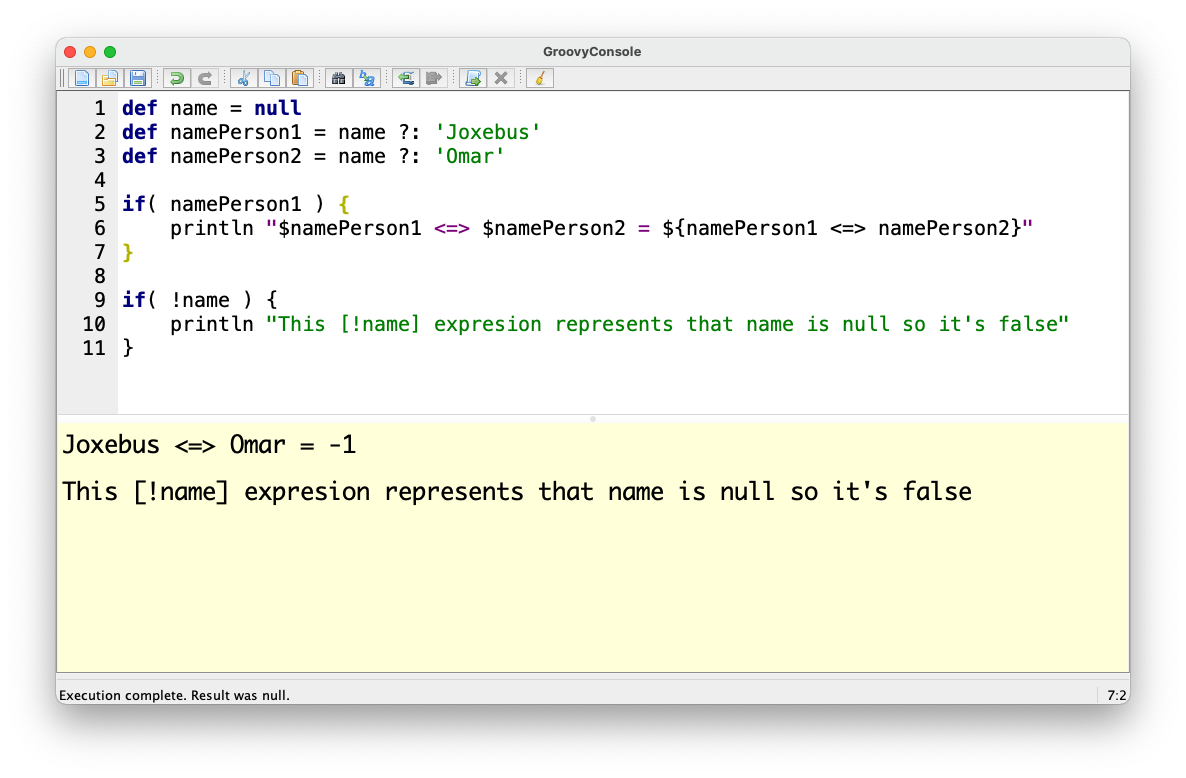 GroovyConsole
1 def name = null
2 def namePerson1 = name ?: 'Joxebus'
3 def namePerson2 = name ?: 'Omar'
4
5 if( namePerson1 ) {
6     println "$namePerson1 <=> $namePerson2 = ${namePerson1 <=> namePerson2}"
7 }
8
9 if( !name ) {
10     println "This [!name] expresion represents that name is null so it's false"
11 }
Joxebus <=> Omar = -1
This [!name] expresion represents that name is null so it's false
Execution complete. Result was null. 7:2